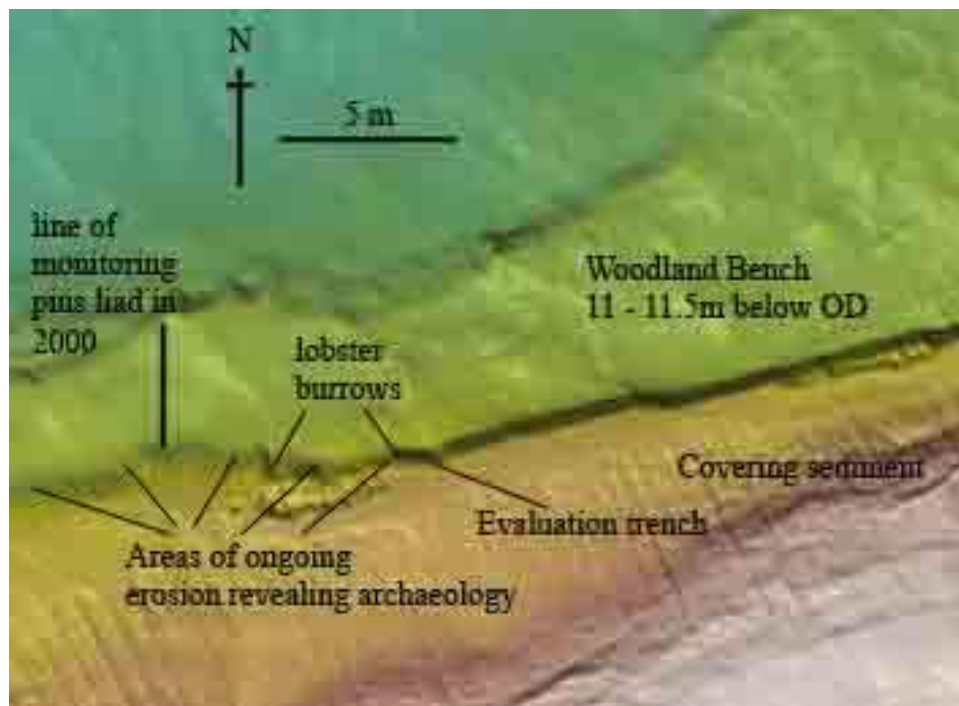 N
5 m
line of
monitoring
pins liad in
2000
Woodland Bench
11 - 11.5m below OD
lobster
burrows
Covering sediment
Evaluation trench
Areas of ongoing
erosion revealing archaeology